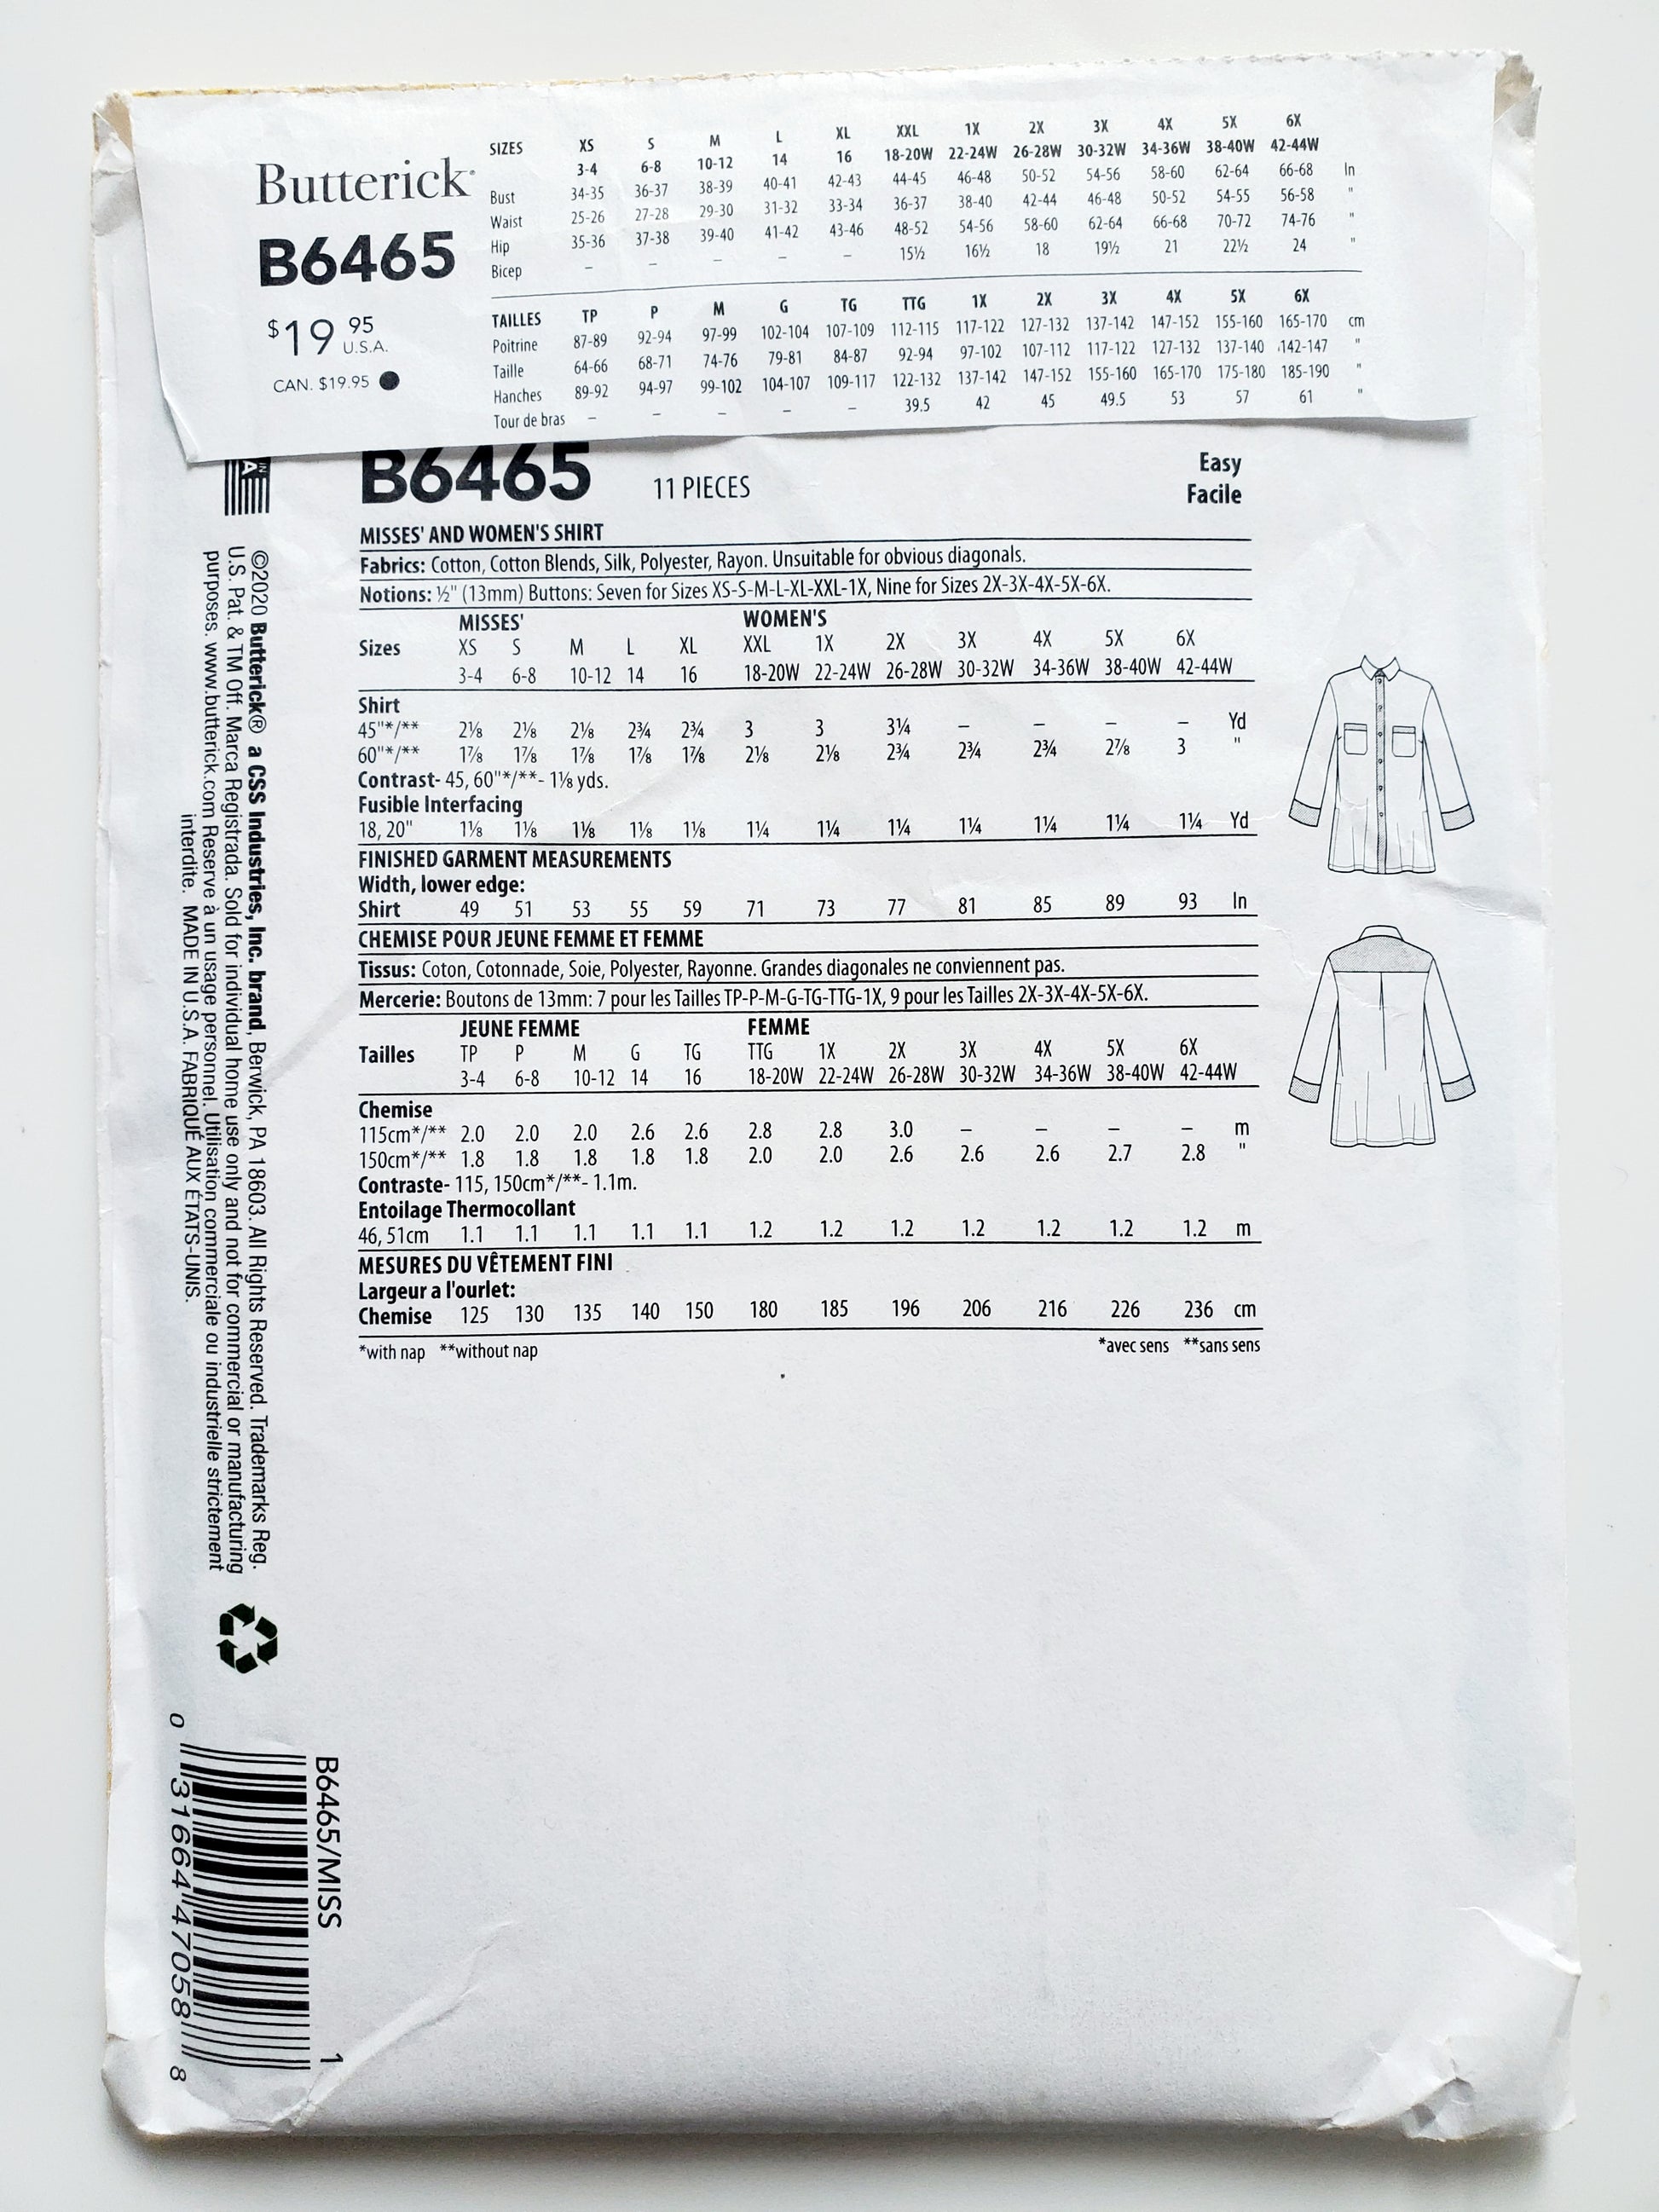 Butterick®
B6465
$19 95
U.S.A.
CAN. $19.95
SIZES XS S M L XL XXL 1X 2X 3X 4X 5X 6X
3-4 6-8 10-12 14 16 18-20W 22-24W 26-28W 30-32W 34-36W 38-40W 42-44W
Bust 34-35 36-37 38-39 40-41 42-43 44-45 46-48 50-52 54-56 58-60 62-64 66-68 In
Waist 25-26 27-28 29-30 31-32 33-34 36-37 38-40 42-44 46-48 50-52 54-55 56-58 "
Hip 35-36 37-38 39-40 41-42 43-46 48-52 54-56 58-60 62-64 66-68 70-72 74-76 "
Bicep – – – – – 15½ 16½ 18 19½ 21 22½ 24 "
TAILLES TP P M G TG TTG 1X 2X 3X 4X 5X 6X
Poitrine 87-89 92-94 97-99 102-104 107-109 112-115 117-122 127-132 137-142 147-152 155-160 165-170 cm
Taille 64-66 68-71 74-76 79-81 84-87 92-94 97-102 107-112 117-122 127-132 137-140 142-147 "
Hanches 89-92 94-97 99-102 104-107 109-117 122-132 137-142 147-152 155-160 165-170 175-180 185-190 "
Tour de bras – – – – – 39.5 42 45 49.5 53 57 61 "
B6465 11 PIECES
Easy
Facile
MISSES' AND WOMEN'S SHIRT
Fabrics: Cotton, Cotton Blends, Silk, Polyester, Rayon. Unsuitable for obvious diagonals.
Notions: ½" (13mm) Buttons: Seven for Sizes XS-S-M-L-XL-XXL-1X, Nine for Sizes 2X-3X-4X-5X-6X.
MISSES' WOMEN'S
Sizes XS S M L XL XXL 1X 2X 3X 4X 5X 6X
3-4 6-8 10-12 14 16 18-20W 22-24W 26-28W 30-32W 34-36W 38-40W 42-44W
Shirt
45"*/** 2⅛ 2⅛ 2⅛ 2¾ 2¾ 3 3 3¼ – – – – Yd
60"*/** 1⅞ 1⅞ 1⅞ 1⅞ 1⅞ 2⅛ 2⅛ 2¾ 2¾ 2¾ 2⅞ 3 "
Contrast- 45, 60"*/**- 1⅛ yds.
Fusible Interfacing
18, 20" 1⅛ 1⅛ 1⅛ 1⅛ 1⅛ 1¼ 1¼ 1¼ 1¼ 1¼ 1¼ 1¼ Yd
FINISHED GARMENT MEASUREMENTS
Width, lower edge:
Shirt 49 51 53 55 59 71 73 77 81 85 89 93 In
CHEMISE POUR JEUNE FEMME ET FEMME
Tissus: Coton, Cotonnade, Soie, Polyester, Rayonne. Grandes diagonales ne conviennent pas.
Mercerie: Boutons de 13mm: 7 pour les Tailles TP-P-M-G-TG-TTG-1X, 9 pour les Tailles 2X-3X-4X-5X-6X.
JEUNE FEMME FEMME
Tailles TP P M G TG TTG 1X 2X 3X 4X 5X 6X
3-4 6-8 10-12 14 16 18-20W 22-24W 26-28W 30-32W 34-36W 38-40W 42-44W
Chemise
115cm*/** 2.0 2.0 2.0 2.6 2.6 2.8 2.8 3.0 – – – – m
150cm*/** 1.8 1.8 1.8 1.8 1.8 2.0 2.0 2.6 2.6 2.6 2.7 2.8 "
Contraste- 115, 150cm*/**- 1.1m.
Entoilage Thermocollant
46, 51cm 1.1 1.1 1.1 1.1 1.1 1.2 1.2 1.2 1.2 1.2 1.2 1.2 m
MESURES DU VÊTEMENT FINI
Largeur a l'ourlet:
Chemise 125 130 135 140 150 180 185 196 206 216 226 236 cm
*with nap **without nap *avec sens **sans sens
©2020 Butterick® a CSS Industries, Inc. brand, Berwick, PA 18603. All Rights Reserved. Trademarks Reg.
U.S. Pat. & TM Off. Marca Registrada. Sold for individual home use only and not for commercial or manufacturing
purposes. www.butterick.com Reserve à un usage personnel. Utilisation commerciale ou industrielle strictement
interdite. MADE IN U.S.A. FABRIQUÉ AUX ÉTATS-UNIS.
B6465/MISS 1
0 31664 47058 8